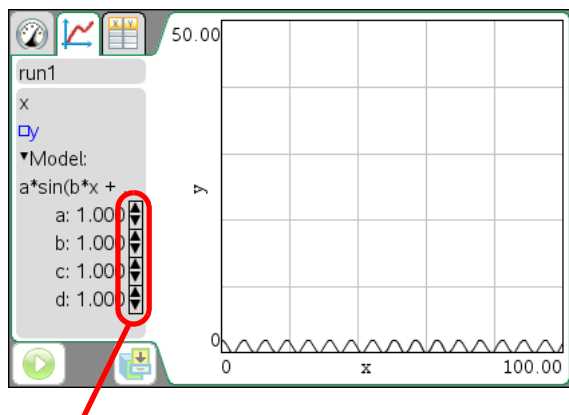 X Y
run1
x
y
▼Model:
a*sin(b*x + ...
a: 1.000
b: 1.000
c: 1.000
d: 1.000
50.00
y
0
0 x 100.00